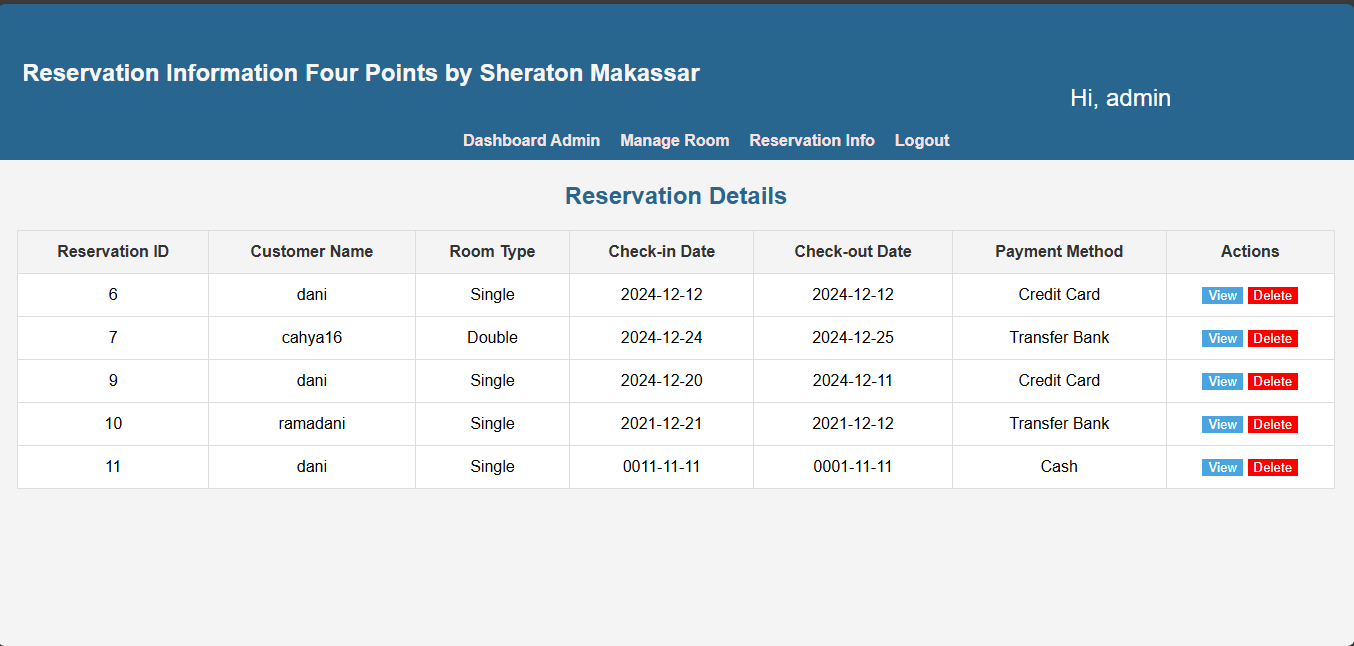 Reservation Information Four Points by Sheraton Makassar
Hi, admin
Dashboard Admin Manage Room Reservation Info Logout
Reservation Details
Reservation ID Customer Name Room Type Check-in Date Check-out Date Payment Method Actions
6 dani Single 2024-12-12 2024-12-12 Credit Card View Delete
7 cahya16 Double 2024-12-24 2024-12-25 Transfer Bank View Delete
9 dani Single 2024-12-20 2024-12-11 Credit Card View Delete
10 ramadani Single 2021-12-21 2021-12-12 Transfer Bank View Delete
11 dani Single 0011-11-11 0001-11-11 Cash View Delete